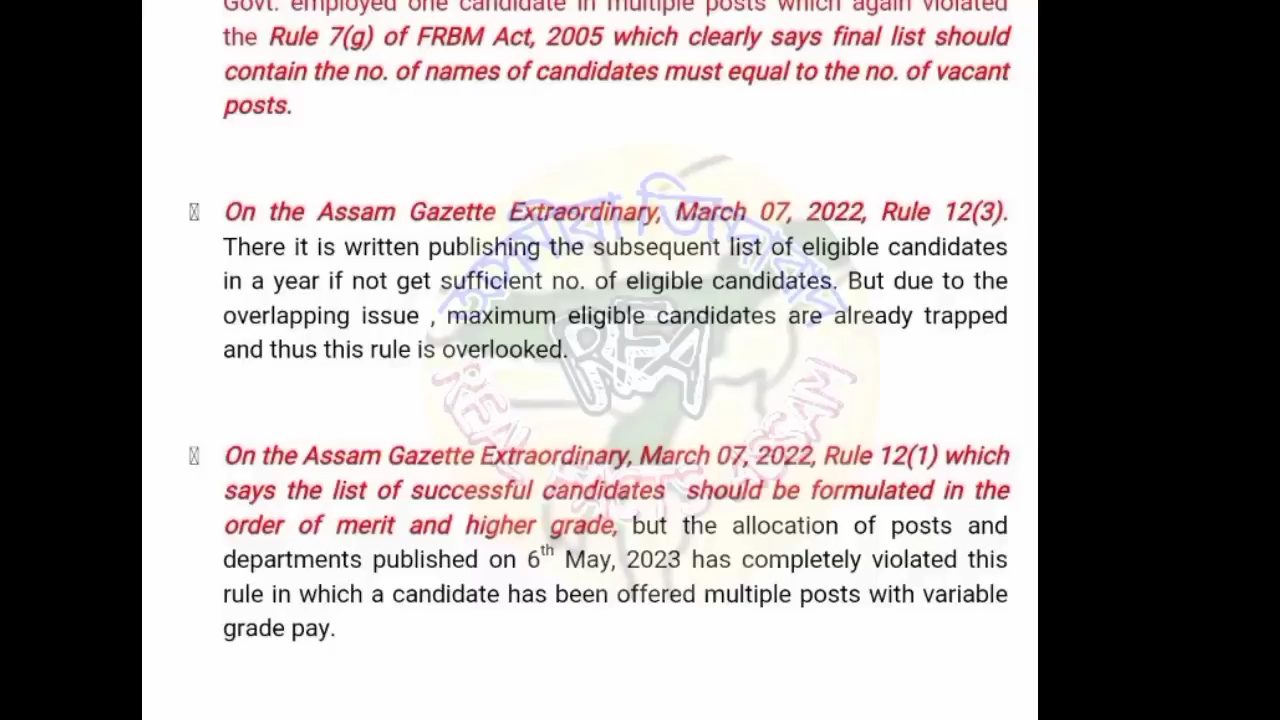 Govt. employed one candidate in multiple posts which again violated
the Rule 7(g) of FRBM Act, 2005 which clearly says final list should
contain the no. of names of candidates must equal to the no. of vacant
posts.
On the Assam Gazette Extraordinary, March 07, 2022, Rule 12(3).
There it is written publishing the subsequent list of eligible candidates
in a year if not get sufficient no. of eligible candidates. But due to the
overlapping issue , maximum eligible candidates are already trapped
and thus this rule is overlooked.
On the Assam Gazette Extraordinary, March 07, 2022, Rule 12(1) which
says the list of successful candidates should be formulated in the
order of merit and higher grade, but the allocation of posts and
departments published on 6th May, 2023 has completely violated this
rule in which a candidate has been offered multiple posts with variable
grade pay.
RFA
REAL FACTS ASSAM